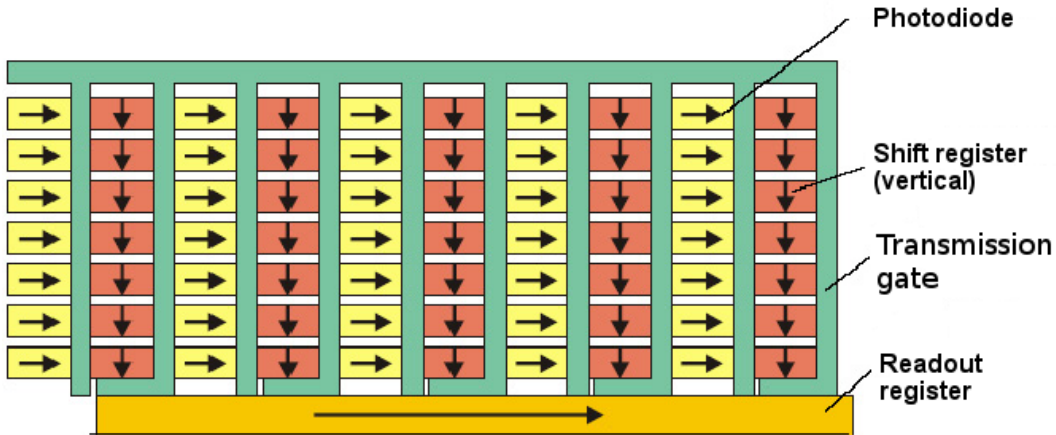 Photodiode
Shift register
(vertical)
Transmission
gate
Readout
register